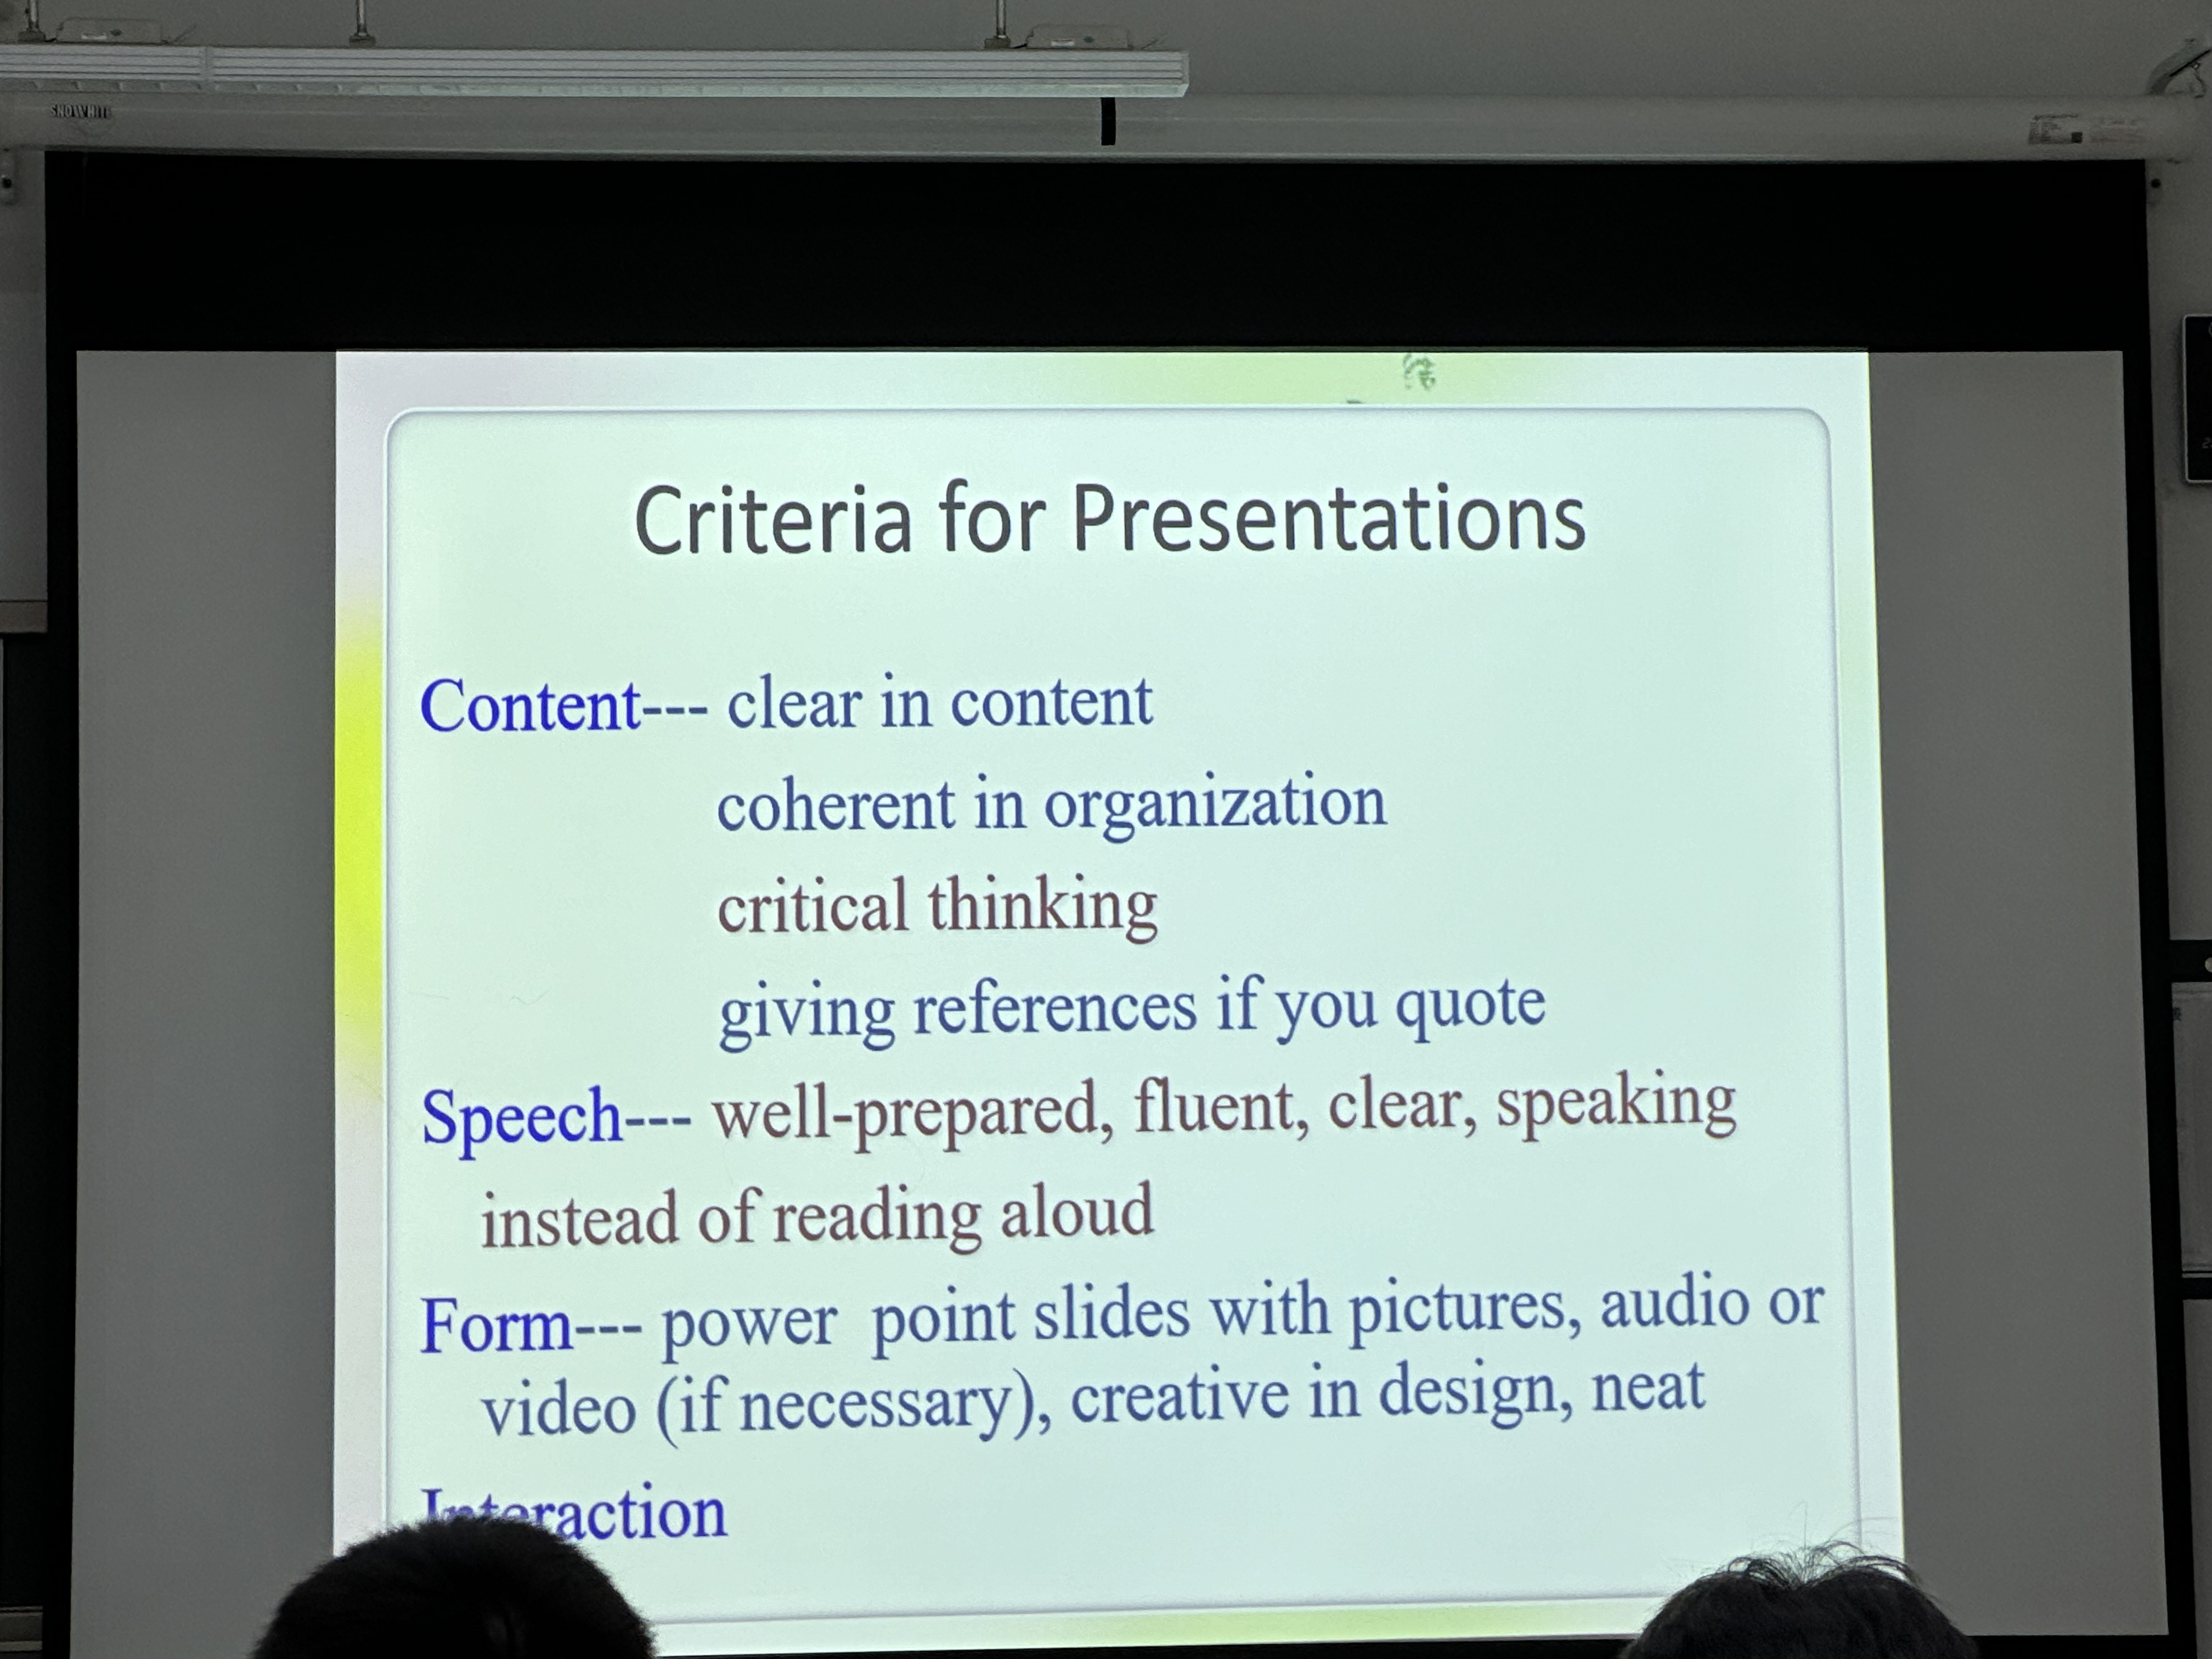 SNOWHITE
Criteria for Presentations
Content--- clear in content
coherent in organization
critical thinking
giving references if you quote
Speech--- well-prepared, fluent, clear, speaking
instead of reading aloud
Form--- power point slides with pictures, audio or
video (if necessary), creative in design, neat
Interaction